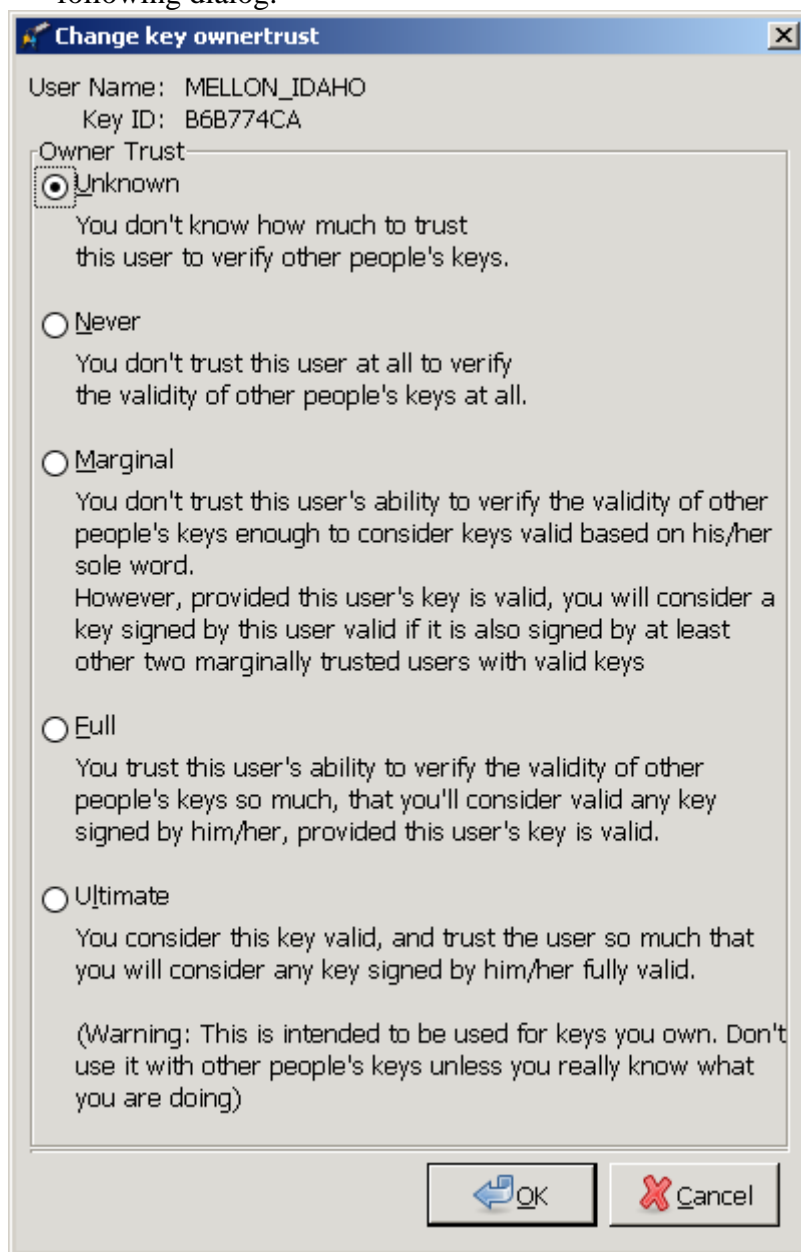 following dialog:
Change key ownertrust
User Name: MELLON_IDAHO
Key ID: B6B774CA
Owner Trust
Unknown
You don't know how much to trust
this user to verify other people's keys.
Never
You don't trust this user at all to verify
the validity of other people's keys at all.
Marginal
You don't trust this user's ability to verify the validity of other
people's keys enough to consider keys valid based on his/her
sole word.
However, provided this user's key is valid, you will consider a
key signed by this user valid if it is also signed by at least
other two marginally trusted users with valid keys
Full
You trust this user's ability to verify the validity of other
people's keys so much, that you'll consider valid any key
signed by him/her, provided this user's key is valid.
Ultimate
You consider this key valid, and trust the user so much that
you will consider any key signed by him/her fully valid.
(Warning: This is intended to be used for keys you own. Don't
use it with other people's keys unless you really know what
you are doing)
OK Cancel